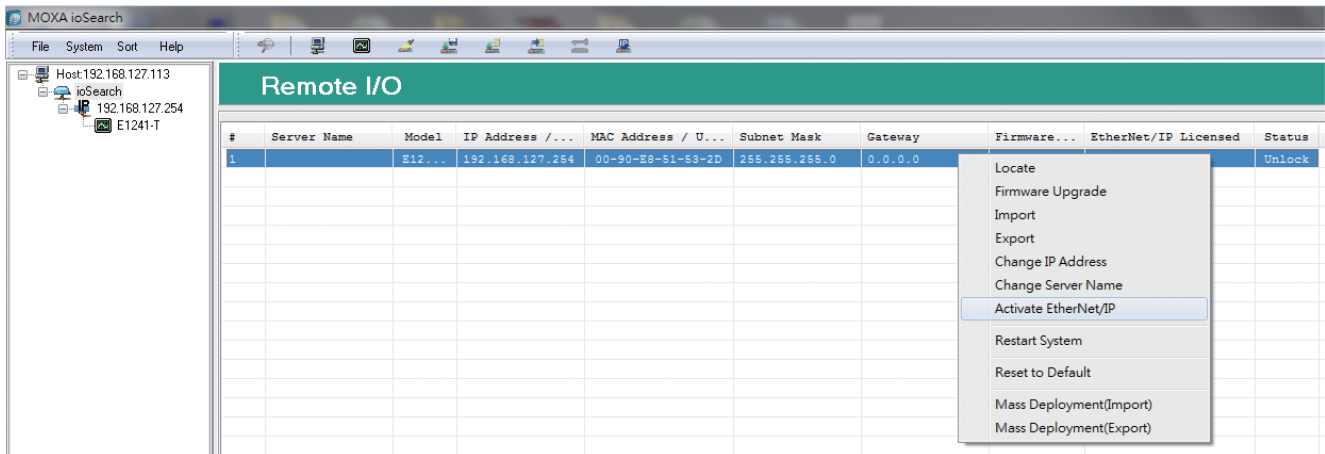 MOXA ioSearch
File System Sort Help
Host:192.168.127.113
ioSearch
192.168.127.254
E1241-T
Remote I/O
# Server Name Model IP Address /... MAC Address / U... Subnet Mask Gateway Firmware... EtherNet/IP Licensed Status
1 E12... 192.168.127.254 00-90-E8-51-53-2D 255.255.255.0 0.0.0.0 Unlock
Locate
Firmware Upgrade
Import
Export
Change IP Address
Change Server Name
Activate EtherNet/IP
Restart System
Reset to Default
Mass Deployment(Import)
Mass Deployment(Export)